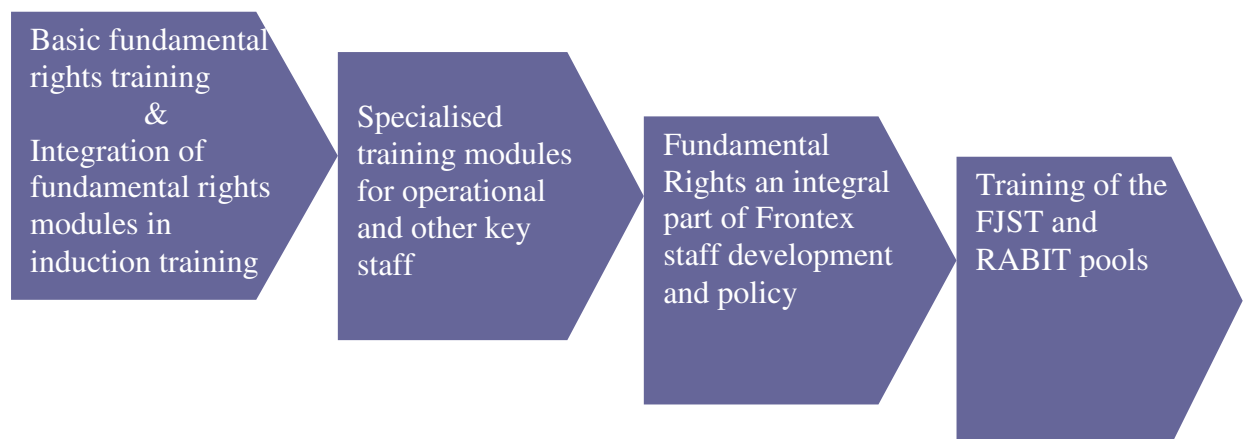 Basic fundamental
rights training
&
Integration of
fundamental rights
modules in
induction training
Specialised
training modules
for operational
and other key
staff
Fundamental
Rights an integral
part of Frontex
staff development
and policy
Training of the
FJST and
RABIT pools